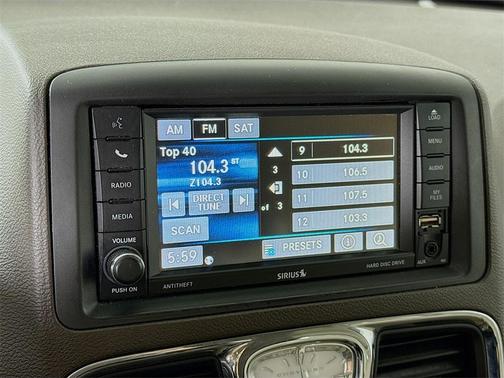 AM FM SAT
Top 40
104.3 ST
Z104.3
DIRECT
TUNE
SCAN
5:59
3
of 3
9 104.3
10 106.5
11 107.5
12 103.3
PRESETS
RADIO
MEDIA
VOLUME
PUSH ON
ANTITHEFT
SIRIUS
HARD DISC DRIVE
LOAD
MENU
AUDIO
MY
FILES
AUX
CHRYSLER